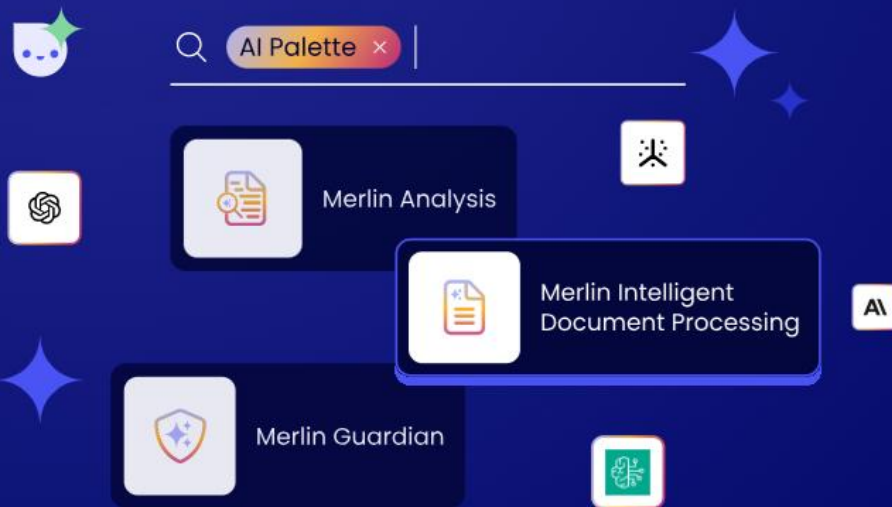 AI Palette ×
Merlin Analysis
Merlin Intelligent
Document Processing
A\
Merlin Guardian